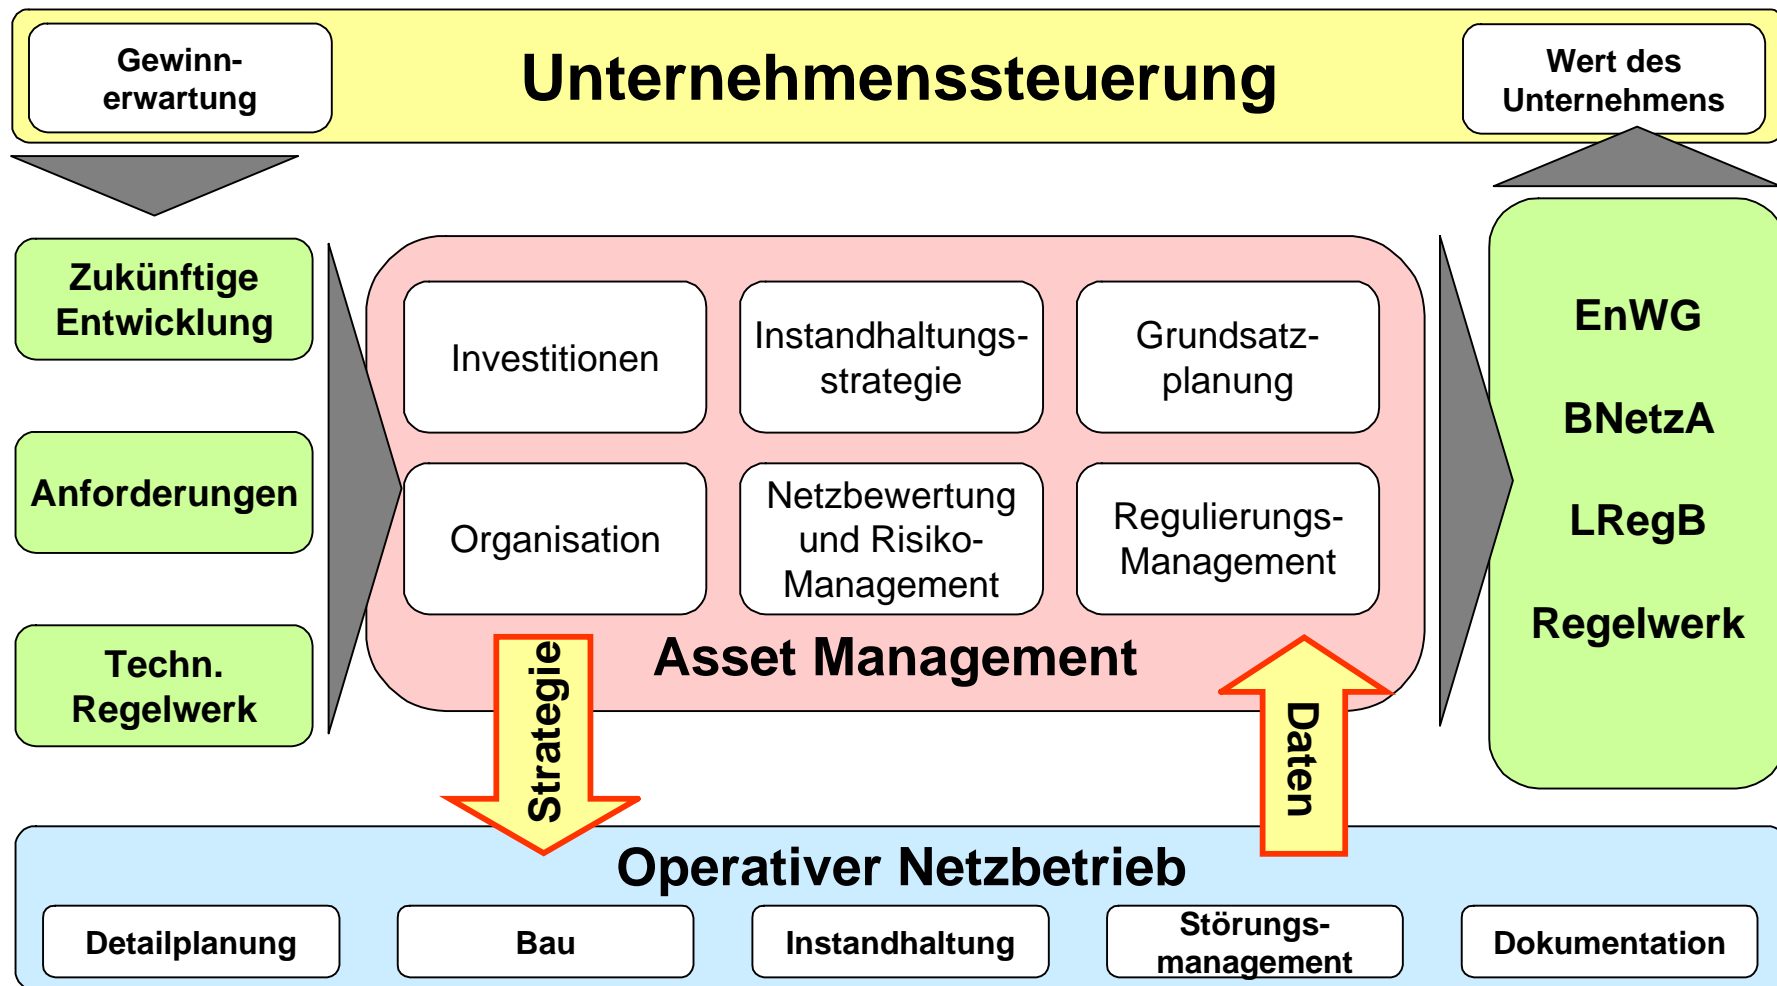 Gewinn-
erwartung
Unternehmenssteuerung
Wert des
Unternehmens
Zukünftige
Entwicklung
Anforderungen
Techn.
Regelwerk
Investitionen
Instandhaltungs-
strategie
Grundsatz-
planung
Organisation
Netzbewertung
und Risiko-
Management
Regulierungs-
Management
Asset Management
EnWG
BNetzA
LRegB
Regelwerk
Strategie
Daten
Operativer Netzbetrieb
Detailplanung
Bau
Instandhaltung
Störungs-
management
Dokumentation